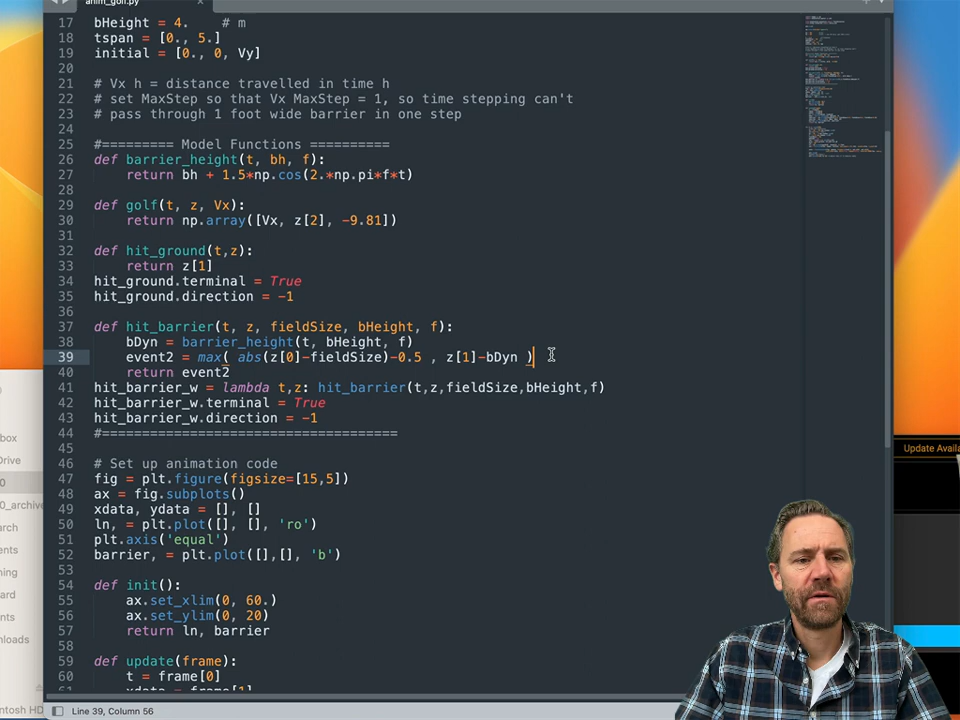 anim_golf.py
17 bHeight = 4.    # m
18 tspan = [0., 5.]
19 initial = [0., 0, Vy]
20
21 # Vx h = distance travelled in time h
22 # set MaxStep so that Vx MaxStep = 1, so time stepping can't
23 # pass through 1 foot wide barrier in one step
24
25 #========= Model Functions ==========
26 def barrier_height(t, bh, f):
27     return bh + 1.5*np.cos(2.*np.pi*f*t)
28
29 def golf(t, z, Vx):
30     return np.array([Vx, z[2], -9.81])
31
32 def hit_ground(t,z):
33     return z[1]
34 hit_ground.terminal = True
35 hit_ground.direction = -1
36
37 def hit_barrier(t, z, fieldSize, bHeight, f):
38     bDyn = barrier_height(t, bHeight, f)
39     event2 = max( abs(z[0]-fieldSize)-0.5 , z[1]-bDyn )
40     return event2
41 hit_barrier_w = lambda t,z: hit_barrier(t,z,fieldSize,bHeight,f)
42 hit_barrier_w.terminal = True
43 hit_barrier_w.direction = -1
44 #=====================================
45
46 # Set up animation code
47 fig = plt.figure(figsize=[15,5])
48 ax = fig.subplots()
49 xdata, ydata = [], []
50 ln, = plt.plot([], [], 'ro')
51 plt.axis('equal')
52 barrier, = plt.plot([],[], 'b')
53
54 def init():
55     ax.set_xlim(0, 60.)
56     ax.set_ylim(0, 20)
57     return ln, barrier
58
59 def update(frame):
60     t = frame[0]
61     xdata = frame[1]
Line 39, Column 56
box
Drive
0
0_archive
arch
ents
ning
ard
nts
nloads
ntosh HD
Update Availa